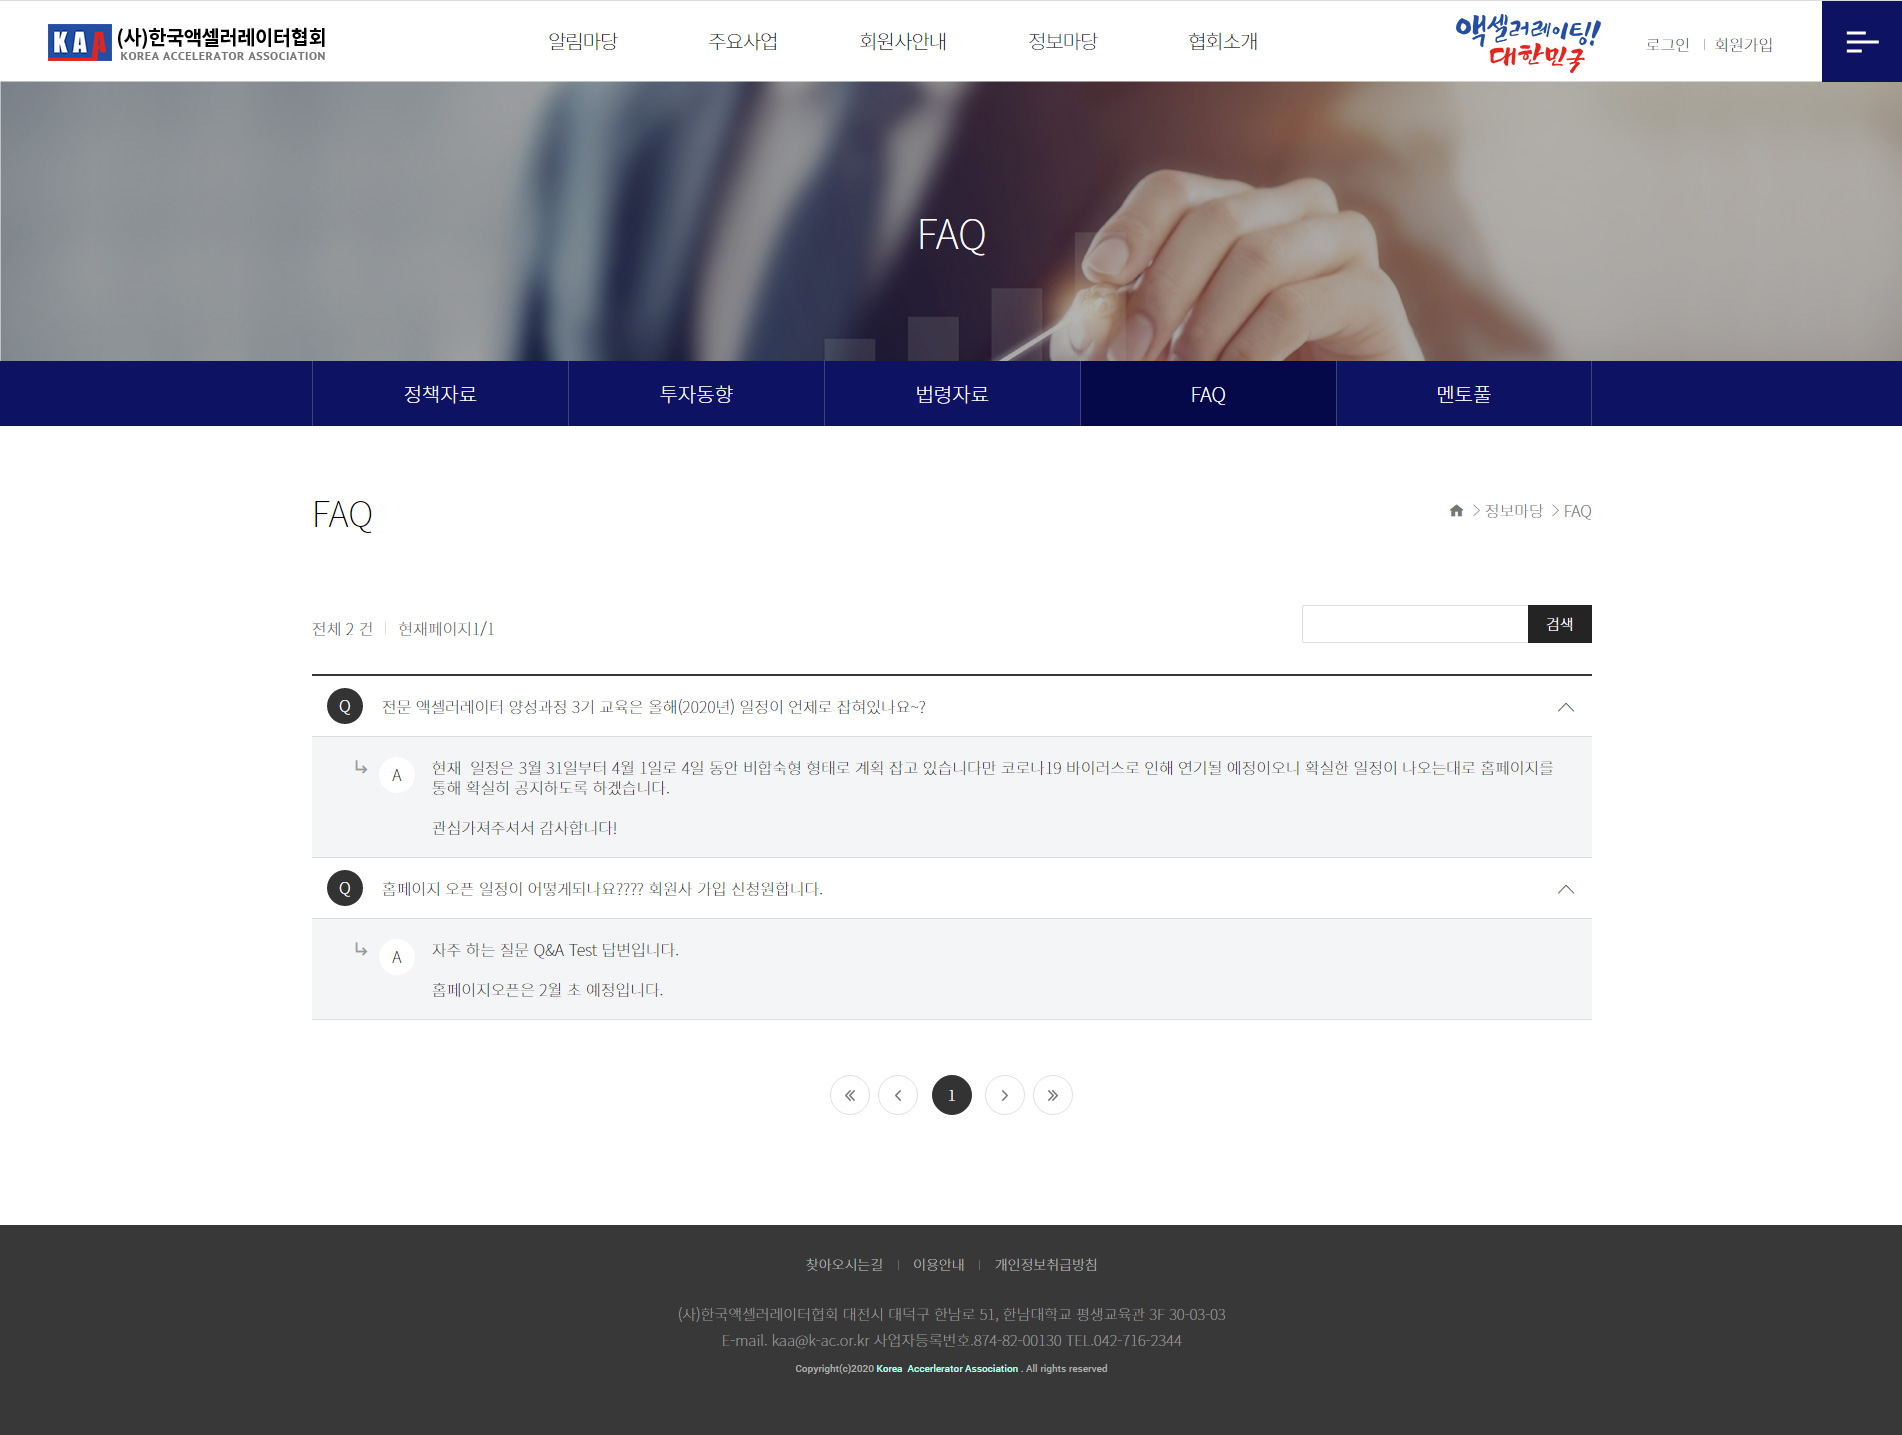 KAA (사)한국액셀러레이터협회
KOREA ACCELERATOR ASSOCIATION
알림마당 주요사업 회원사안내 정보마당 협회소개
액셀러레이팅!
대한민국
로그인 회원가입
FAQ
정책자료 투자동향 법령자료 FAQ 멘토풀
FAQ
정보마당 FAQ
전체 2 건 현재페이지1/1
검색
Q 전문 액셀러레이터 양성과정 3기 교육은 올해(2020년) 일정이 언제로 잡혀있나요~?
A 현재 일정은 3월 31일부터 4월 1일로 4일 동안 비합숙형 형태로 계획 잡고 있습니다만 코로나19 바이러스로 인해 연기될 예정이오니 확실한 일정이 나오는대로 홈페이지를
통해 확실히 공지하도록 하겠습니다.
관심가져주셔서 감사합니다!
Q 홈페이지 오픈 일정이 어떻게되나요???? 회원사 가입 신청원합니다.
A 자주 하는 질문 Q&A Test 답변입니다.
홈페이지오픈은 2월 초 예정입니다.
1
찾아오시는길 이용안내 개인정보취급방침
(사)한국액셀러레이터협회 대전시 대덕구 한남로 51, 한남대학교 평생교육관 3F 30-03-03
E-mail. kaa@k-ac.or.kr 사업자등록번호.874-82-00130 TEL.042-716-2344
Copyright(c)2020 Korea Accerlerator Association . All rights reserved